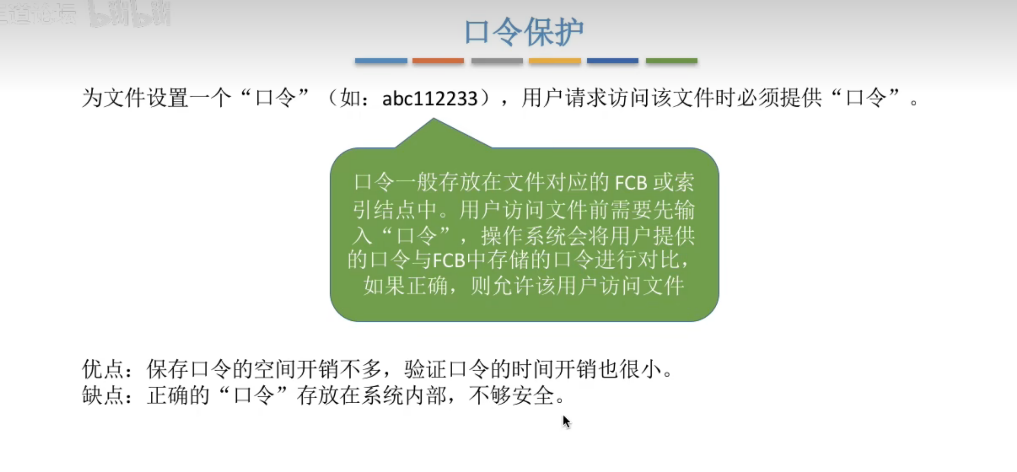 口令保护
为文件设置一个“口令”（如：abc112233），用户请求访问该文件时必须提供“口令”。
口令一般存放在文件对应的 FCB 或索
引结点中。用户访问文件前需要先输
入“口令”，操作系统会将用户提供
的口令与FCB中存储的口令进行对比，
如果正确，则允许该用户访问文件
优点：保存口令的空间开销不多，验证口令的时间开销也很小。
缺点：正确的“口令”存放在系统内部，不够安全。